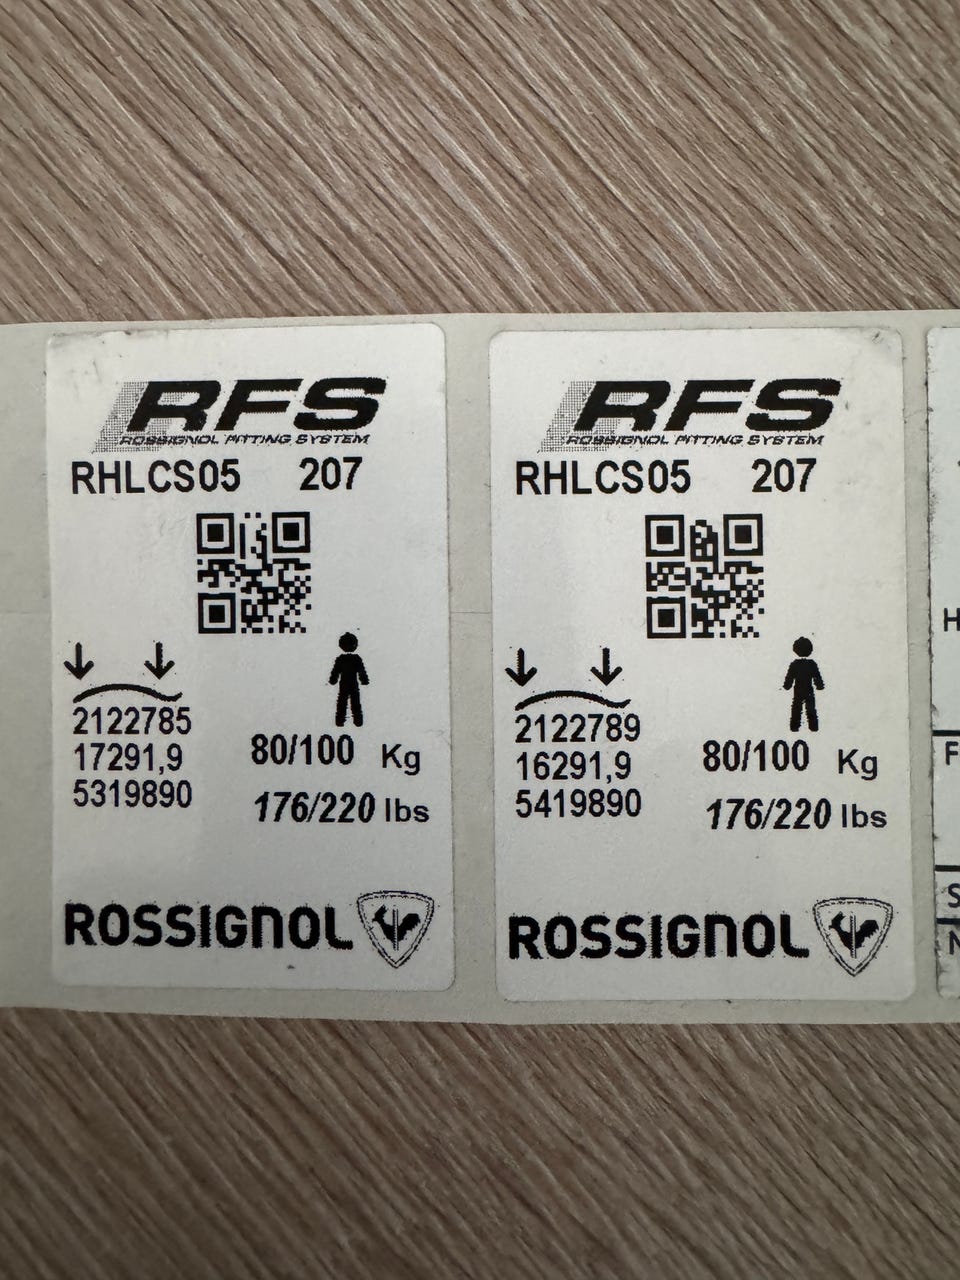 RFS
ROSSIGNOL FITTING SYSTEM
RHLCS05 207
2122785
17291,9
5319890
80/100 Kg
176/220 lbs
ROSSIGNOL
RFS
ROSSIGNOL FITTING SYSTEM
RHLCS05 207
2122789
16291,9
5419890
80/100 Kg
176/220 lbs
ROSSIGNOL
H
F
S
N